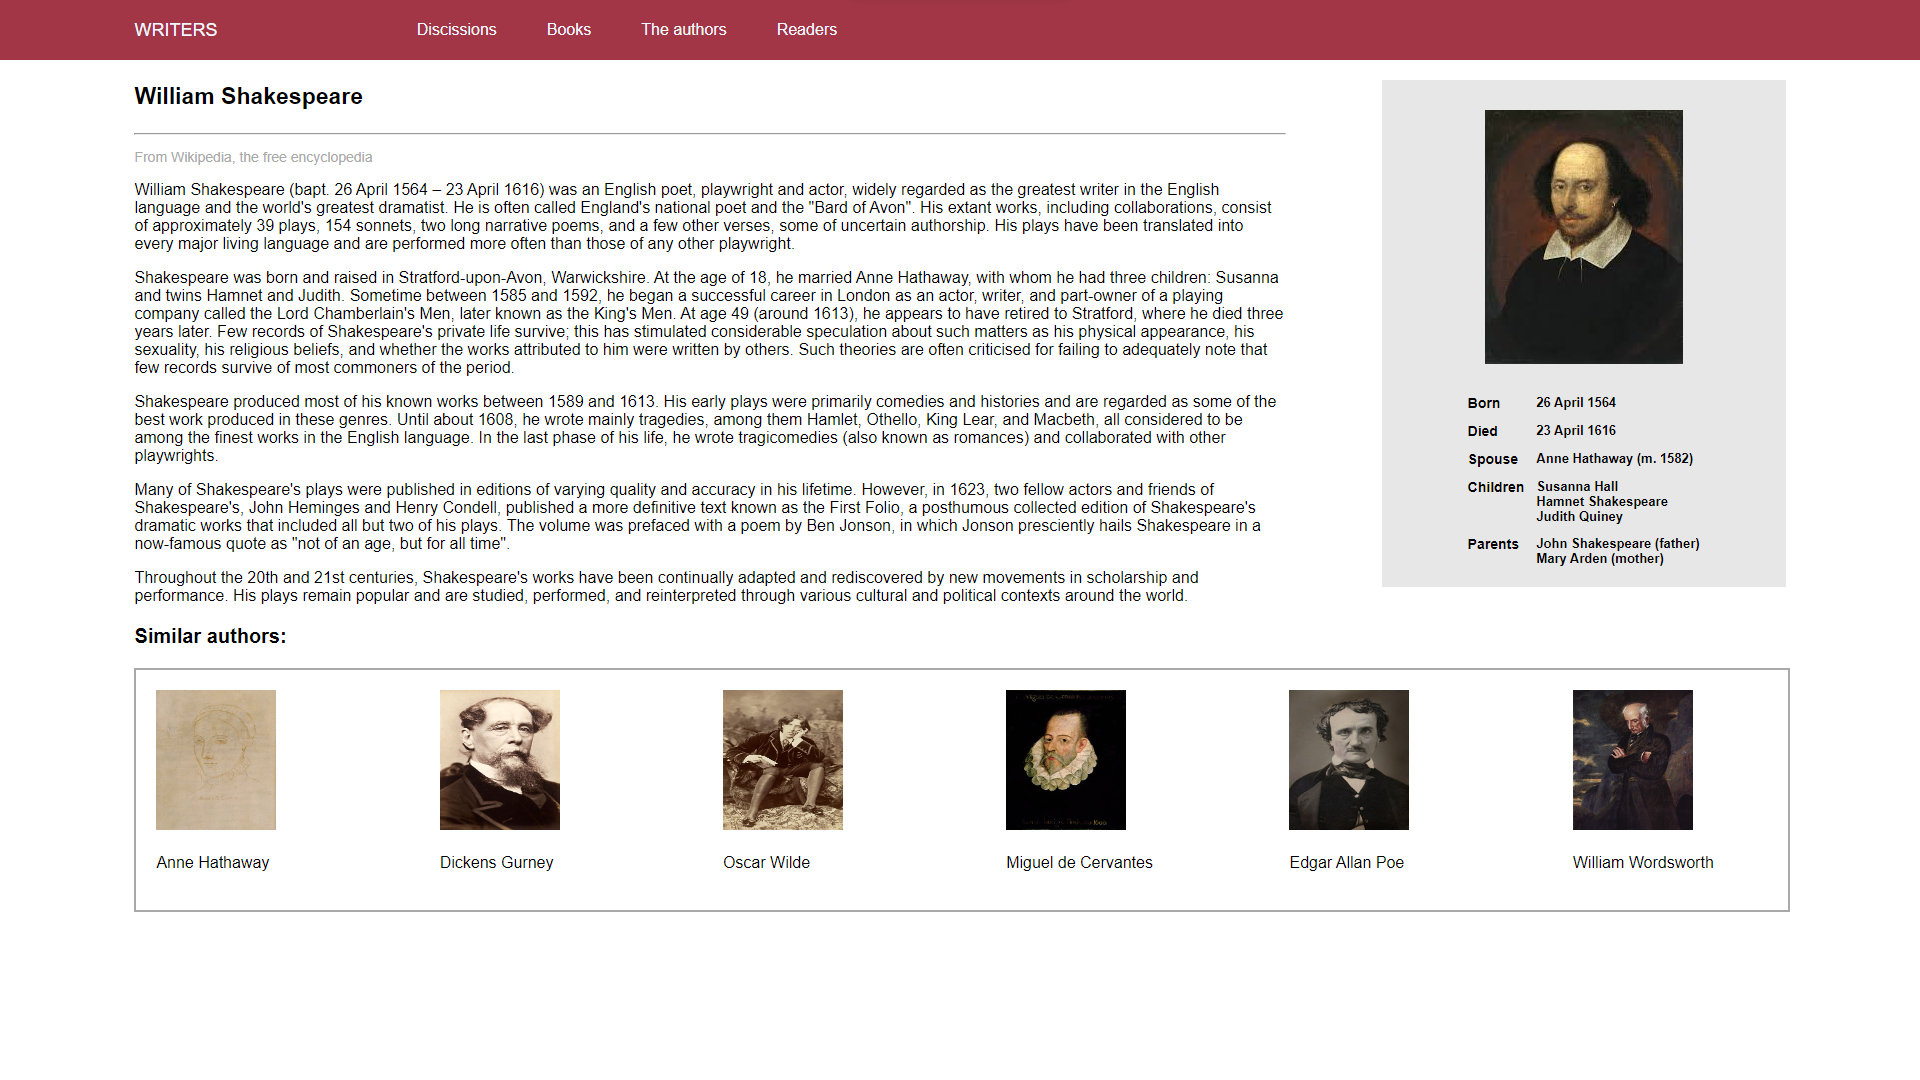 WRITERS
Discissions
Books
The authors
Readers
William Shakespeare
From Wikipedia, the free encyclopedia
William Shakespeare (bapt. 26 April 1564 – 23 April 1616) was an English poet, playwright and actor, widely regarded as the greatest writer in the English
language and the world's greatest dramatist. He is often called England's national poet and the "Bard of Avon". His extant works, including collaborations, consist
of approximately 39 plays, 154 sonnets, two long narrative poems, and a few other verses, some of uncertain authorship. His plays have been translated into
every major living language and are performed more often than those of any other playwright.
Shakespeare was born and raised in Stratford-upon-Avon, Warwickshire. At the age of 18, he married Anne Hathaway, with whom he had three children: Susanna
and twins Hamnet and Judith. Sometime between 1585 and 1592, he began a successful career in London as an actor, writer, and part-owner of a playing
company called the Lord Chamberlain's Men, later known as the King's Men. At age 49 (around 1613), he appears to have retired to Stratford, where he died three
years later. Few records of Shakespeare's private life survive; this has stimulated considerable speculation about such matters as his physical appearance, his
sexuality, his religious beliefs, and whether the works attributed to him were written by others. Such theories are often criticised for failing to adequately note that
few records survive of most commoners of the period.
Shakespeare produced most of his known works between 1589 and 1613. His early plays were primarily comedies and histories and are regarded as some of the
best work produced in these genres. Until about 1608, he wrote mainly tragedies, among them Hamlet, Othello, King Lear, and Macbeth, all considered to be
among the finest works in the English language. In the last phase of his life, he wrote tragicomedies (also known as romances) and collaborated with other
playwrights.
Many of Shakespeare's plays were published in editions of varying quality and accuracy in his lifetime. However, in 1623, two fellow actors and friends of
Shakespeare's, John Heminges and Henry Condell, published a more definitive text known as the First Folio, a posthumous collected edition of Shakespeare's
dramatic works that included all but two of his plays. The volume was prefaced with a poem by Ben Jonson, in which Jonson presciently hails Shakespeare in a
now-famous quote as "not of an age, but for all time".
Throughout the 20th and 21st centuries, Shakespeare's works have been continually adapted and rediscovered by new movements in scholarship and
performance. His plays remain popular and are studied, performed, and reinterpreted through various cultural and political contexts around the world.
Born 26 April 1564
Died 23 April 1616
Spouse Anne Hathaway (m. 1582)
Children Susanna Hall
Hamnet Shakespeare
Judith Quiney
Parents John Shakespeare (father)
Mary Arden (mother)
Similar authors:
Anne Hathaway
Dickens Gurney
Oscar Wilde
Miguel de Cervantes
Edgar Allan Poe
William Wordsworth